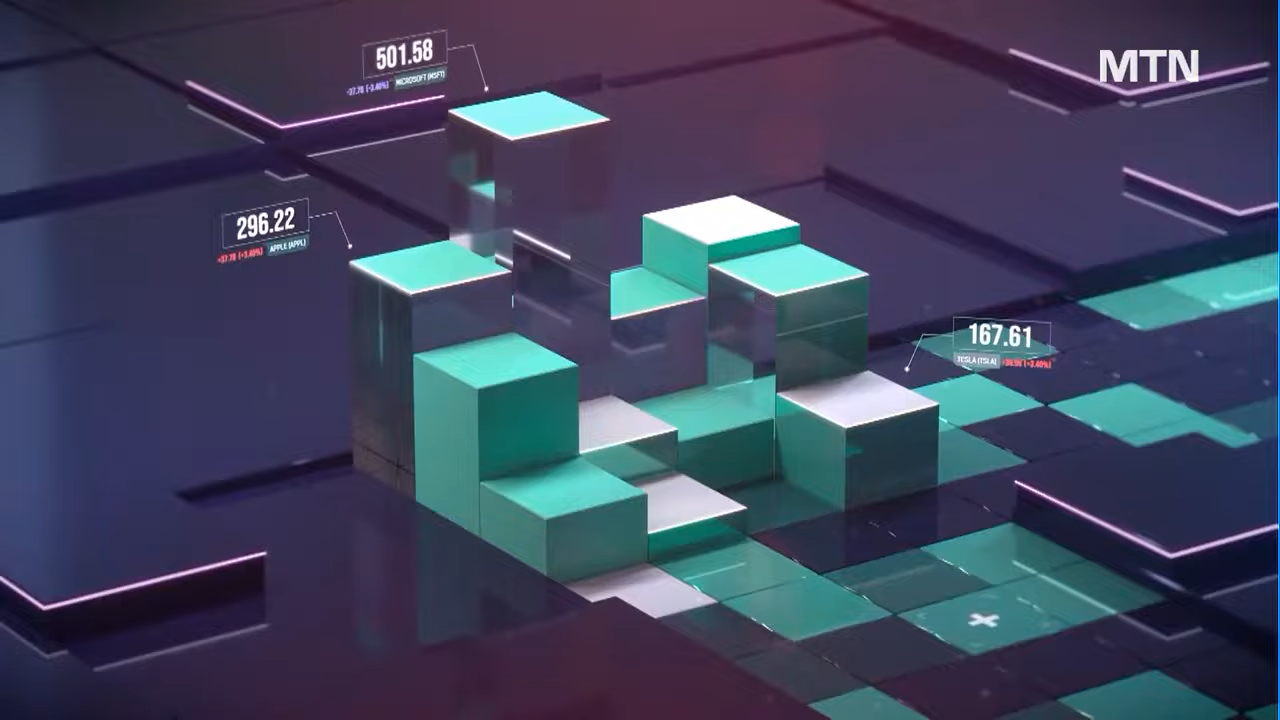 501.58
MICROSOFT (MSFT)
MTN
296.22
APPLE (APPL)
167.61
TESLA (TSLA)